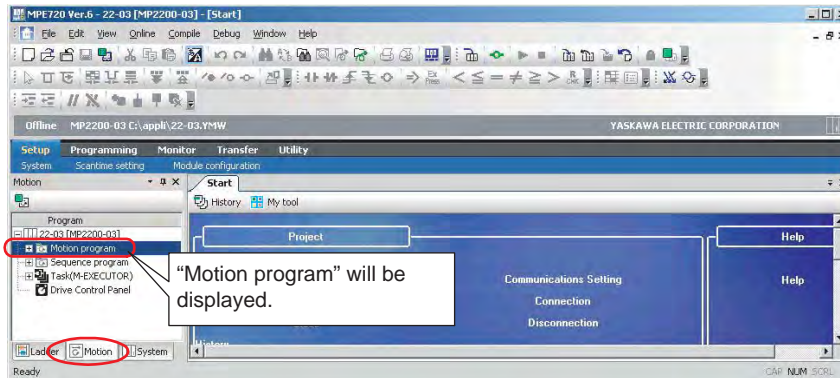 MPE720 Ver.6 - 22-03 [MP2200-03] - [Start]
File Edit View Online Compile Debug Window Help
Offline MP2200-03 C:\appli\22-03.YMW YASKAWA ELECTRIC CORPORATION
Setup Programming Monitor Transfer Utility
System Scantime setting Module configuration
Motion Start
History My tool
Program
22-03 [MP2200-03]
Project Help
Motion program
Sequence program
Task(M-EXECUTOR)
Drive Control Panel
"Motion program" will be
displayed.
Communications Setting Help
Connection
Disconnection
History
Ladder Motion System
Ready CAP NUM SCRL